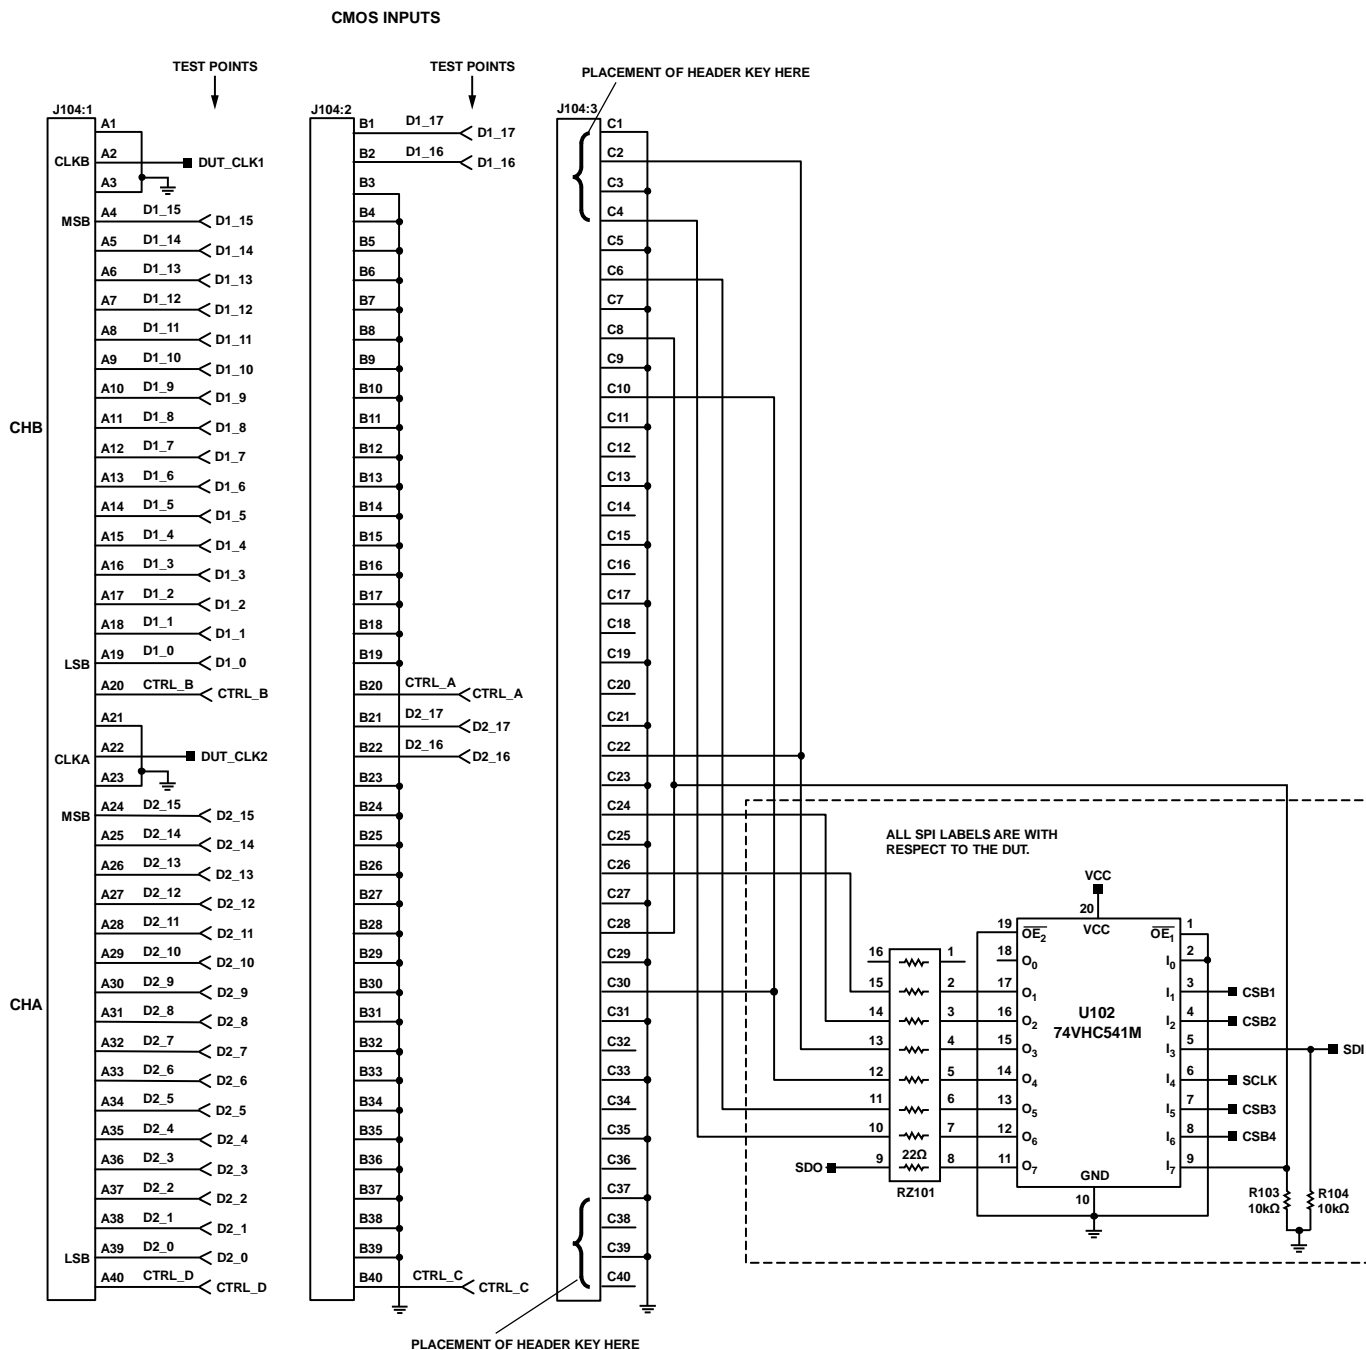 CMOS INPUTS
TEST POINTS
TEST POINTS
PLACEMENT OF HEADER KEY HERE
J104:1
J104:2
J104:3
CHB
CHA
A1
CLKB A2 DUT_CLK1
A3
MSB A4 D1_15 D1_15
A5 D1_14 D1_14
A6 D1_13 D1_13
A7 D1_12 D1_12
A8 D1_11 D1_11
A9 D1_10 D1_10
A10 D1_9 D1_9
A11 D1_8 D1_8
A12 D1_7 D1_7
A13 D1_6 D1_6
A14 D1_5 D1_5
A15 D1_4 D1_4
A16 D1_3 D1_3
A17 D1_2 D1_2
A18 D1_1 D1_1
LSB A19 D1_0 D1_0
A20 CTRL_B CTRL_B
A21
CLKA A22 DUT_CLK2
A23
MSB A24 D2_15 D2_15
A25 D2_14 D2_14
A26 D2_13 D2_13
A27 D2_12 D2_12
A28 D2_11 D2_11
A29 D2_10 D2_10
A30 D2_9 D2_9
A31 D2_8 D2_8
A32 D2_7 D2_7
A33 D2_6 D2_6
A34 D2_5 D2_5
A35 D2_4 D2_4
A36 D2_3 D2_3
A37 D2_2 D2_2
A38 D2_1 D2_1
LSB A39 D2_0 D2_0
A40 CTRL_D CTRL_D
B1 D1_17 D1_17
B2 D1_16 D1_16
B3
B4
B5
B6
B7
B8
B9
B10
B11
B12
B13
B14
B15
B16
B17
B18
B19
B20 CTRL_A CTRL_A
B21 D2_17 D2_17
B22 D2_16 D2_16
B23
B24
B25
B26
B27
B28
B29
B30
B31
B32
B33
B34
B35
B36
B37
B38
B39
B40 CTRL_C CTRL_C
C1
C2
C3
C4
C5
C6
C7
C8
C9
C10
C11
C12
C13
C14
C15
C16
C17
C18
C19
C20
C21
C22
C23
C24
C25
C26
C27
C28
C29
C30
C31
C32
C33
C34
C35
C36
C37
C38
C39
C40
PLACEMENT OF HEADER KEY HERE
ALL SPI LABELS ARE WITH
RESPECT TO THE DUT.
VCC
20
VCC
19 OE2 OE1 1
16 1 18 O0 I0 2
15 2 17 O1 I1 3 CSB1
14 3 16 O2 I2 4 CSB2
U102
74VHC541M
13 4 15 O3 I3 5 SDI
12 5 14 O4 I4 6 SCLK
11 6 13 O5 I5 7 CSB3
10 7 12 O6 I6 8 CSB4
22Ω
SDO 9 8 11 O7 I7 9
GND
10
RZ101
R103
10kΩ
R104
10kΩ